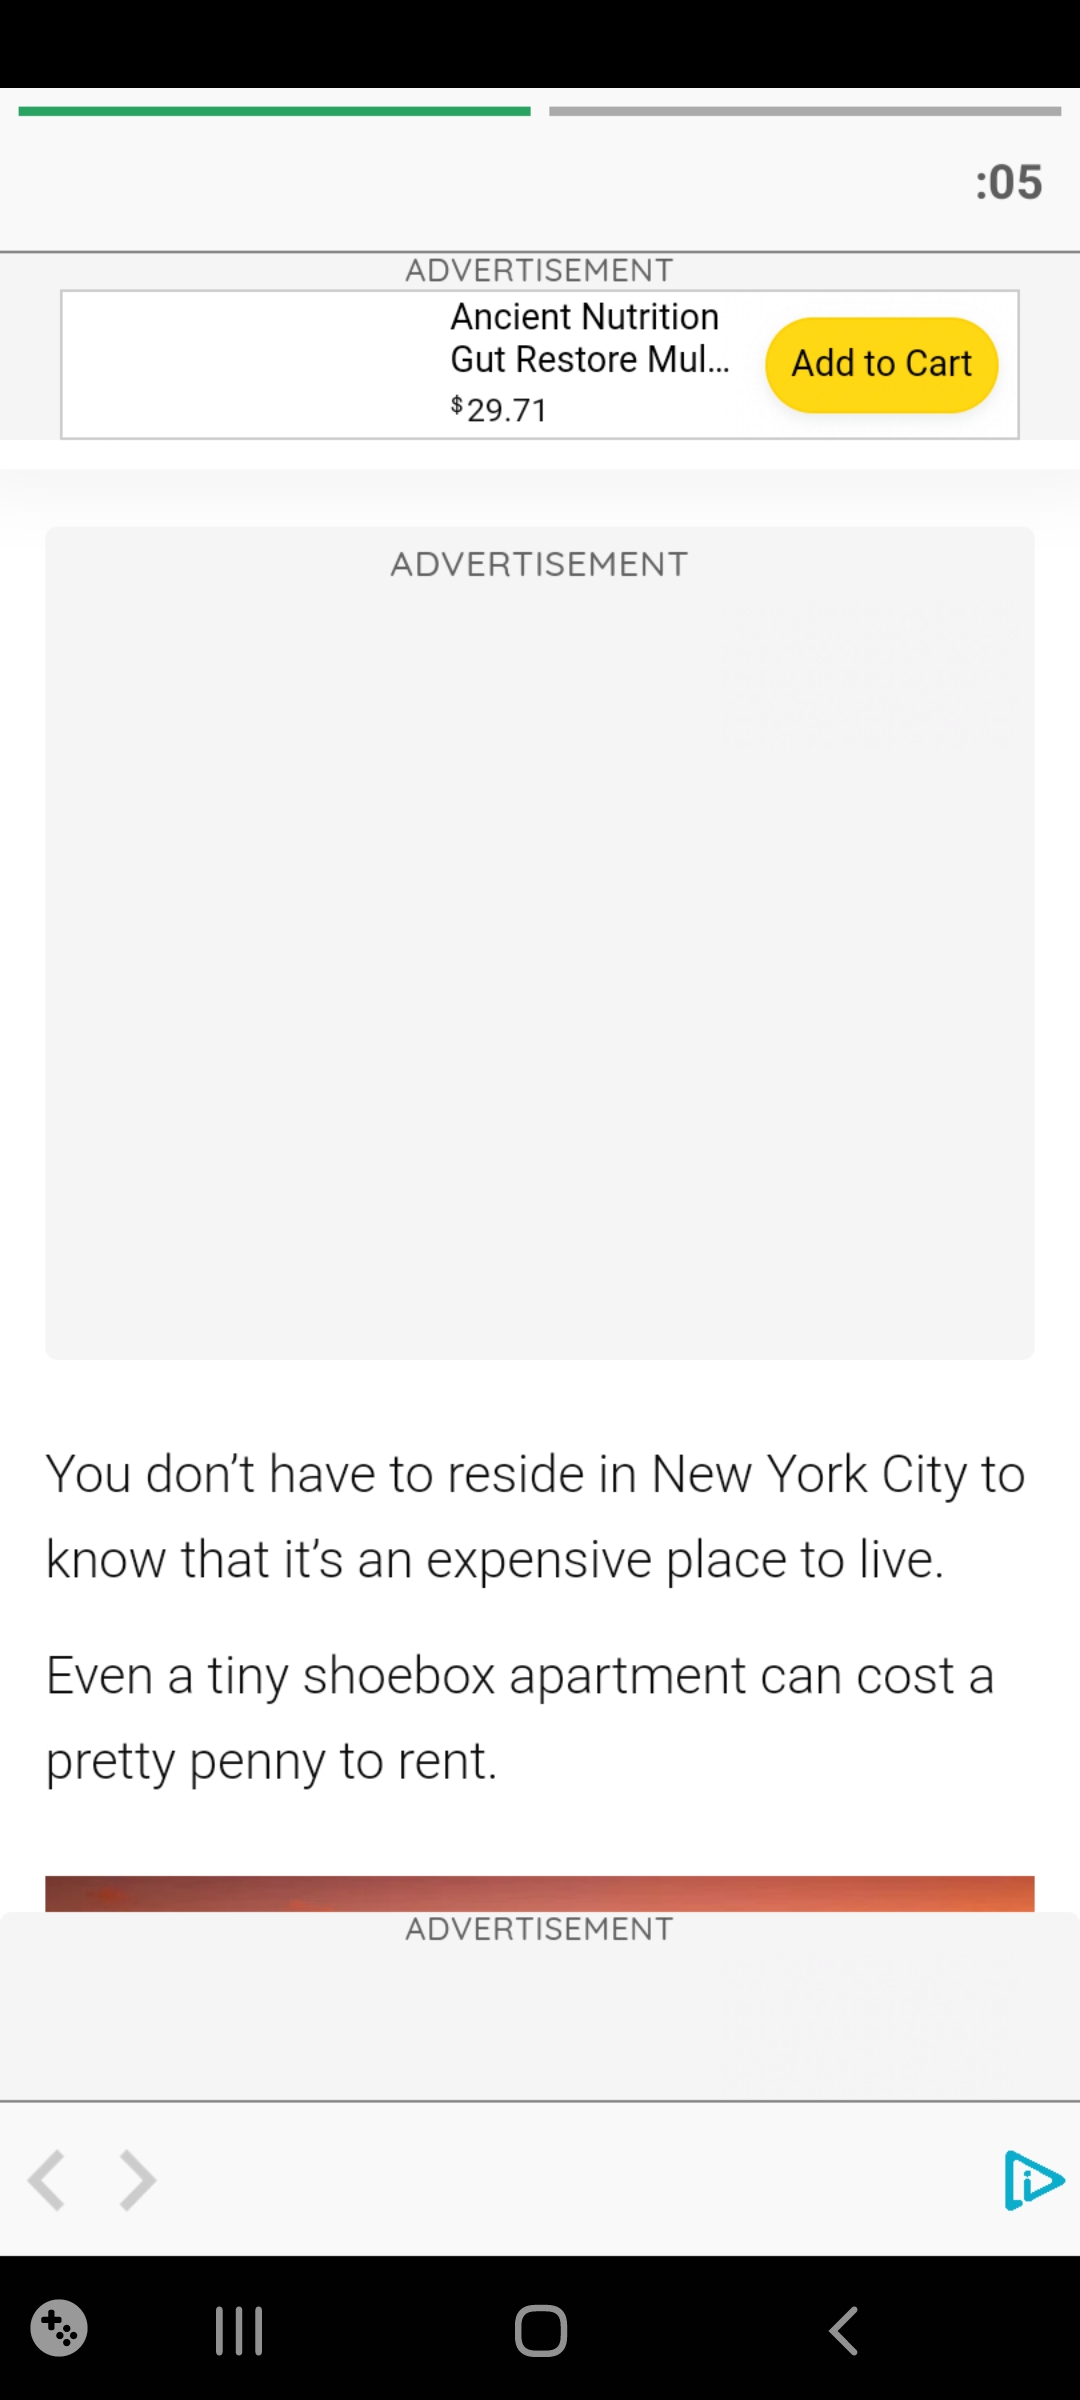 :05
ADVERTISEMENT
Ancient Nutrition
Gut Restore Mul...
$29.71
Add to Cart
ADVERTISEMENT
You don’t have to reside in New York City to
know that it’s an expensive place to live.
Even a tiny shoebox apartment can cost a
pretty penny to rent.
ADVERTISEMENT